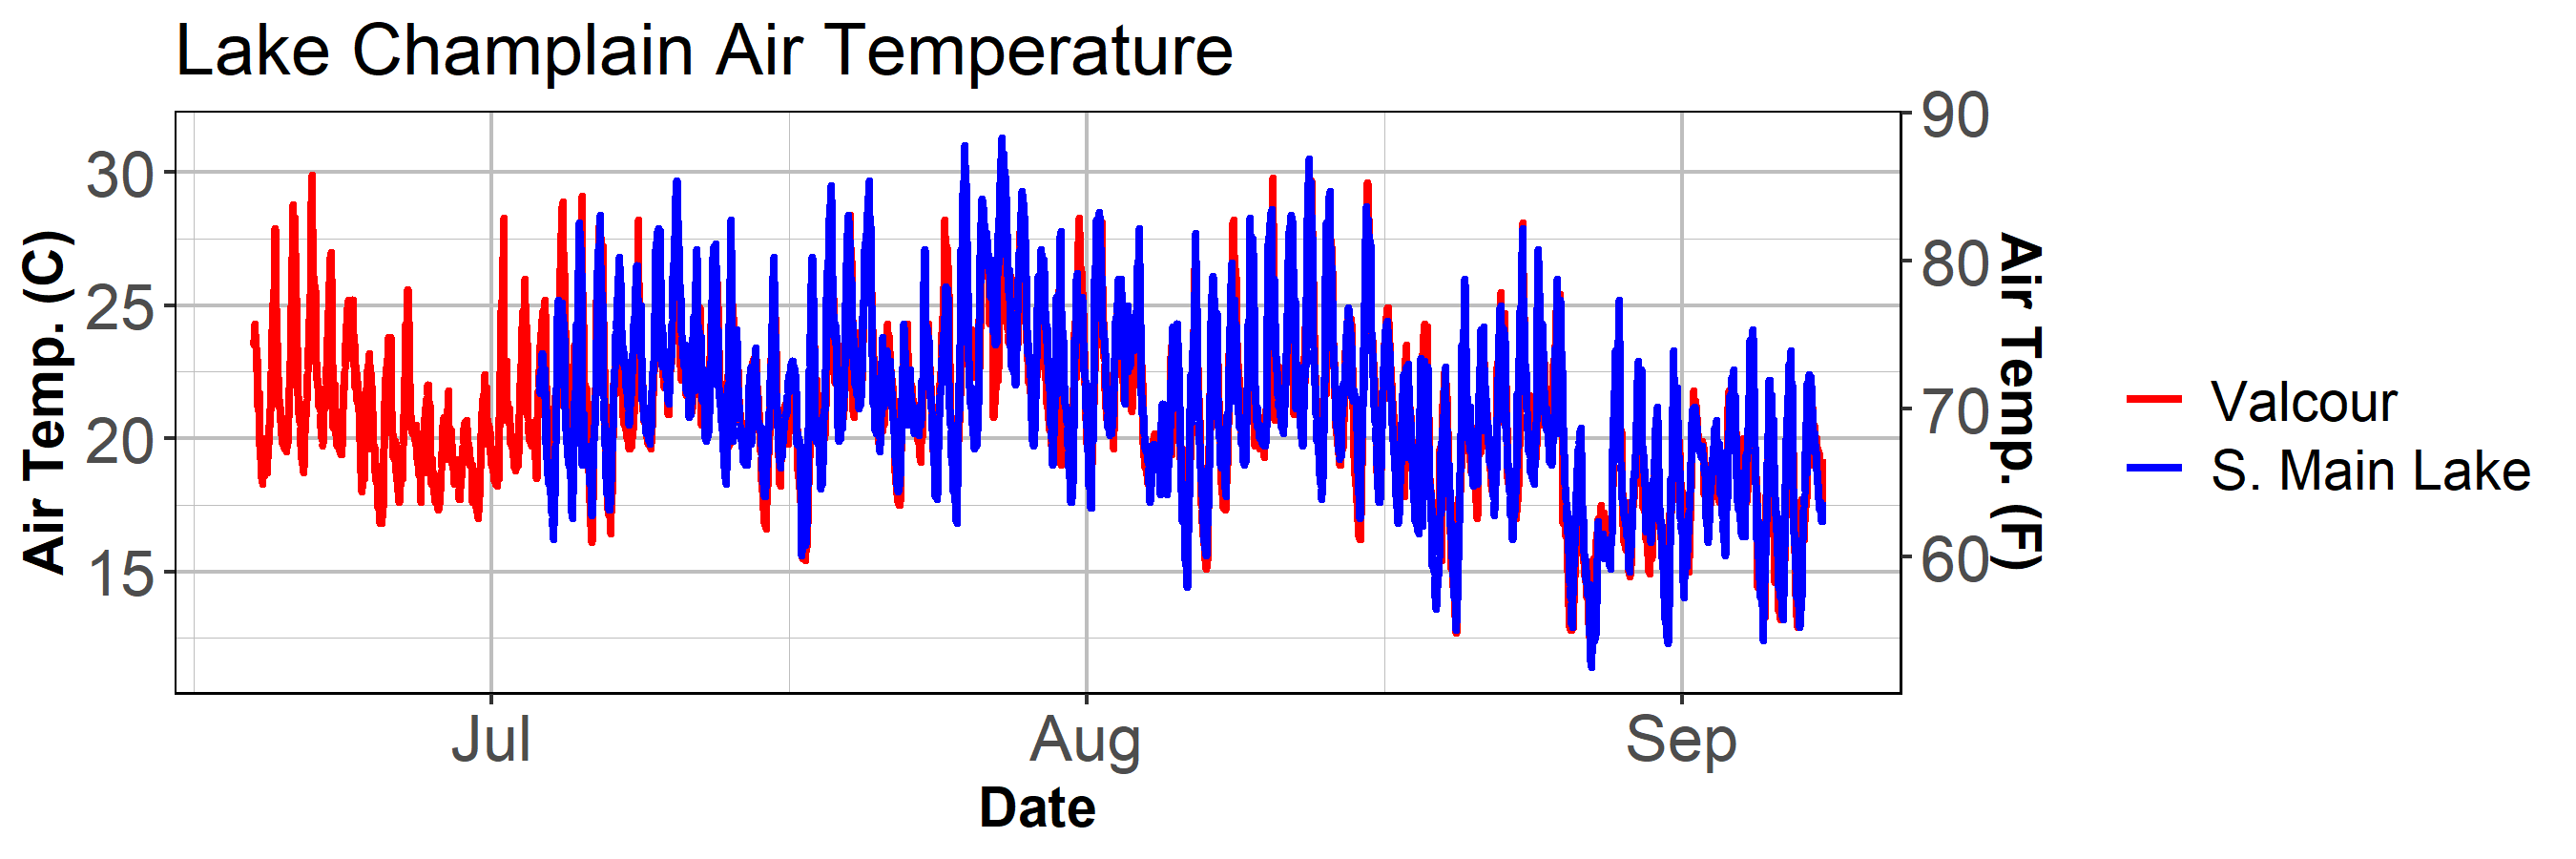 Lake Champlain Air Temperature
Air Temp. (C)
30
25
20
15
90
80
70
60
Air Temp. (F)
Jul
Aug
Sep
Date
Valcour
S. Main Lake